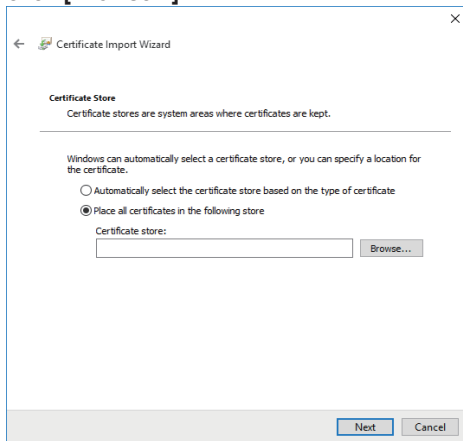 Certificate Import Wizard
Certificate Store
Certificate stores are system areas where certificates are kept.
Windows can automatically select a certificate store, or you can specify a location for
the certificate.
Automatically select the certificate store based on the type of certificate
Place all certificates in the following store
Certificate store:
Browse...
Next Cancel